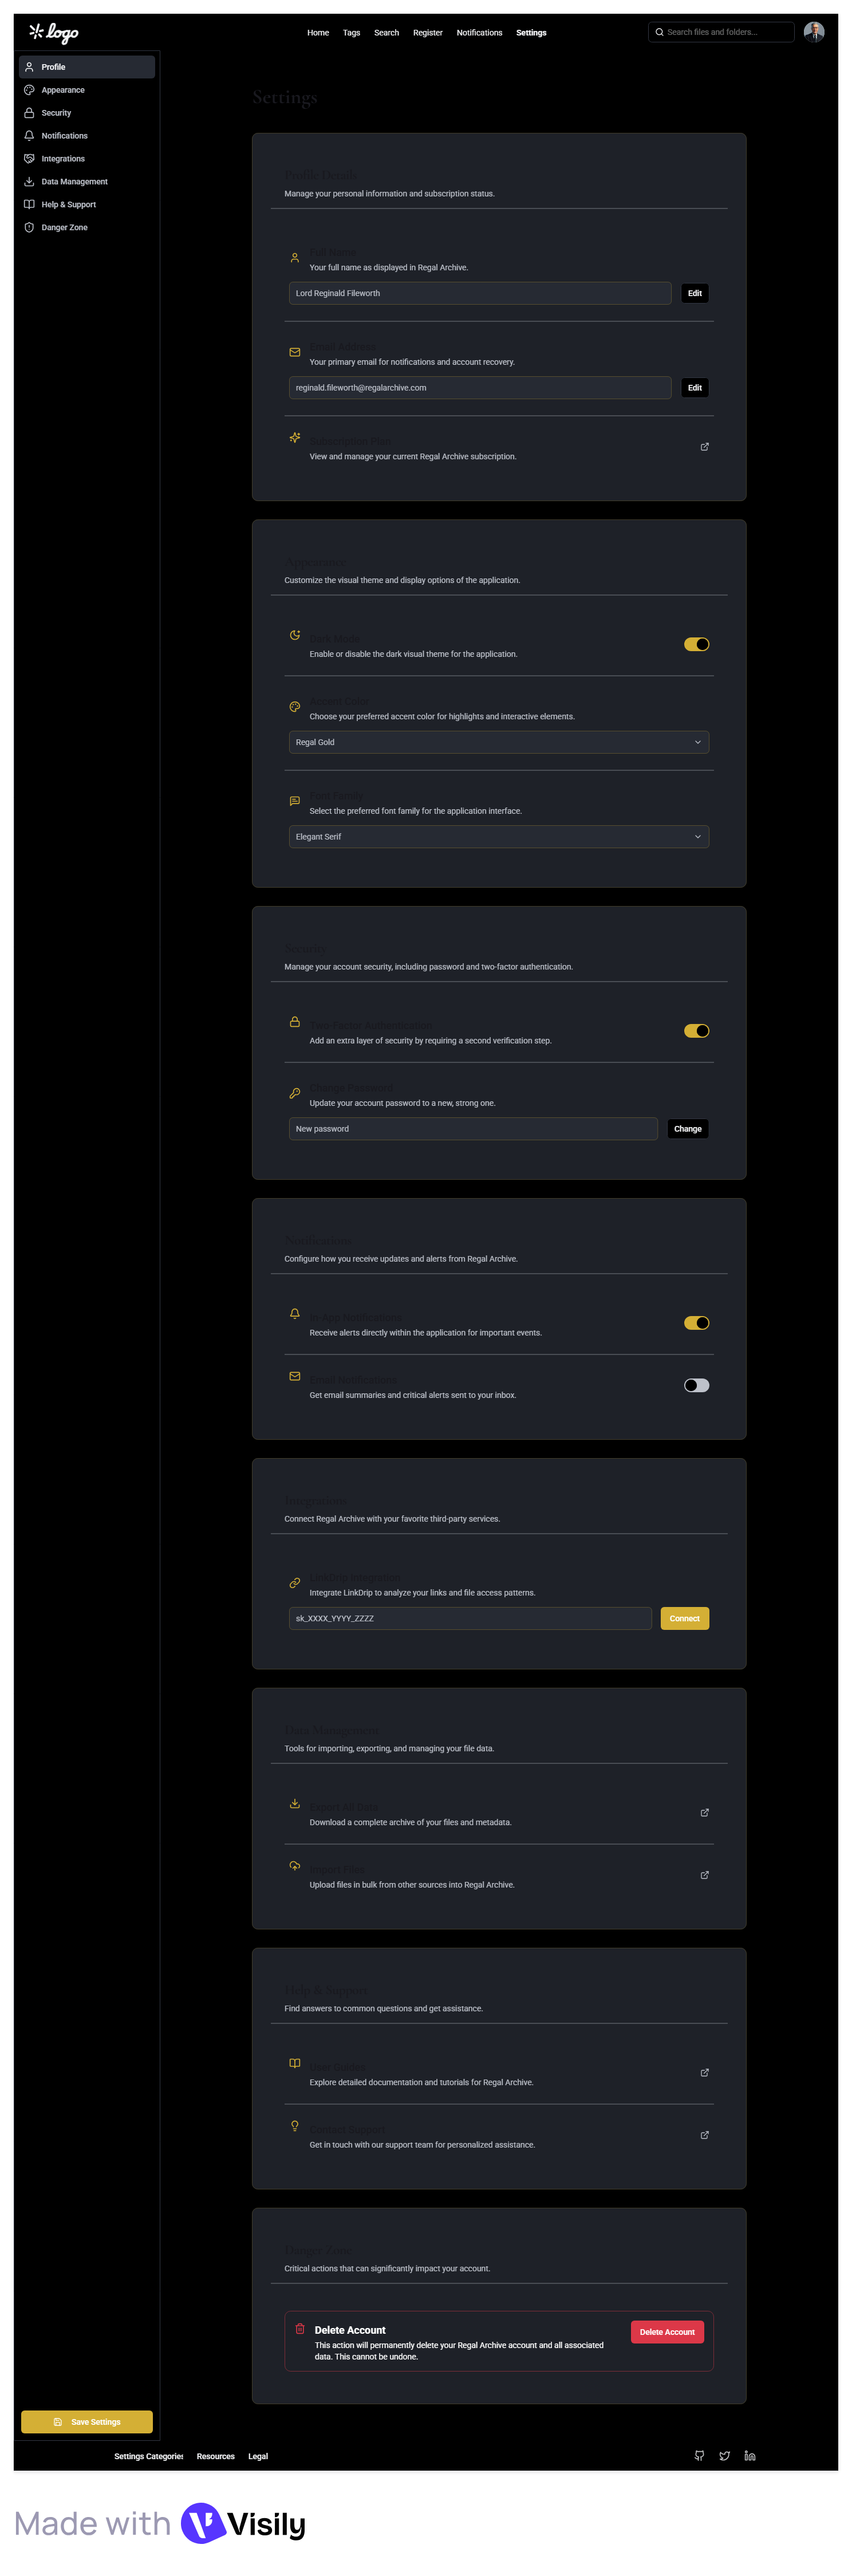 logo
Home
Tags
Search
Register
Notifications
Settings
Search files and folders...
Profile
Appearance
Security
Notifications
Integrations
Data Management
Help & Support
Danger Zone
Settings
Profile Details
Manage your personal information and subscription status.
Full Name
Your full name as displayed in Regal Archive.
Lord Reginald Fileworth
Edit
Email Address
Your primary email for notifications and account recovery.
reginald.fileworth@regalarchive.com
Edit
Subscription Plan
View and manage your current Regal Archive subscription.
Appearance
Customize the visual theme and display options of the application.
Dark Mode
Enable or disable the dark visual theme for the application.
Accent Color
Choose your preferred accent color for highlights and interactive elements.
Regal Gold
Font Family
Select the preferred font family for the application interface.
Elegant Serif
Security
Manage your account security, including password and two-factor authentication.
Two-Factor Authentication
Add an extra layer of security by requiring a second verification step.
Change Password
Update your account password to a new, strong one.
New password
Change
Notifications
Configure how you receive updates and alerts from Regal Archive.
In-App Notifications
Receive alerts directly within the application for important events.
Email Notifications
Get email summaries and critical alerts sent to your inbox.
Integrations
Connect Regal Archive with your favorite third-party services.
LinkDrip Integration
Integrate LinkDrip to analyze your links and file access patterns.
sk_XXXX_YYYY_ZZZZ
Connect
Data Management
Tools for importing, exporting, and managing your file data.
Export All Data
Download a complete archive of your files and metadata.
Import Files
Upload files in bulk from other sources into Regal Archive.
Help & Support
Find answers to common questions and get assistance.
User Guides
Explore detailed documentation and tutorials for Regal Archive.
Contact Support
Get in touch with our support team for personalized assistance.
Danger Zone
Critical actions that can significantly impact your account.
Delete Account
This action will permanently delete your Regal Archive account and all associated
data. This cannot be undone.
Delete Account
Save Settings
Settings Categories
Resources
Legal
Made with Visily